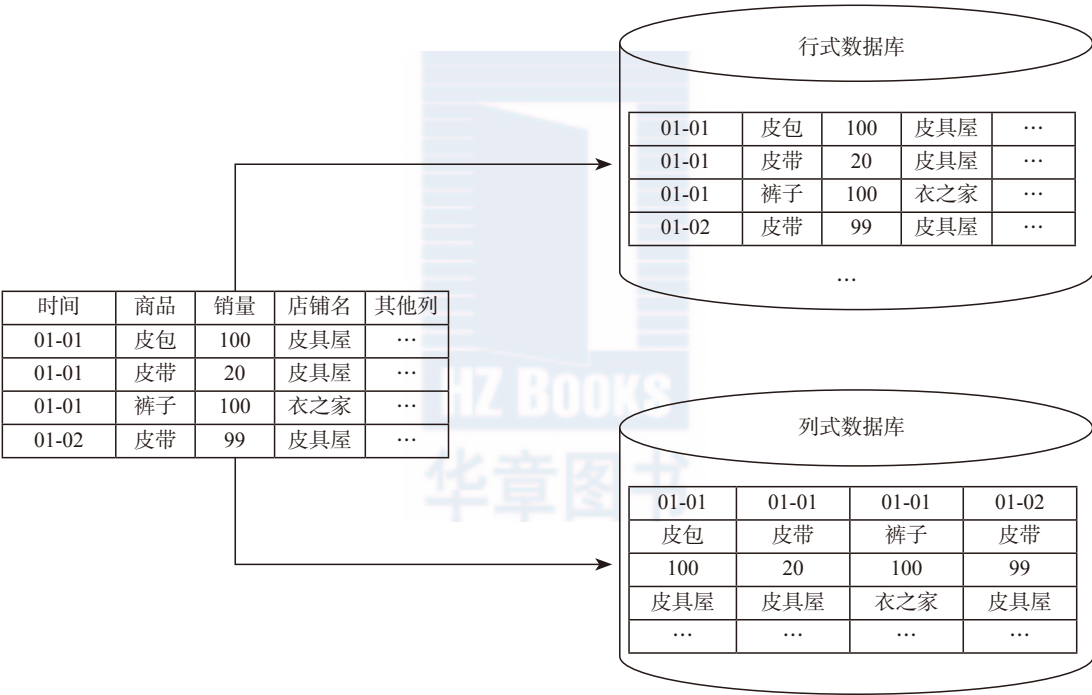 行式数据库
01-01 皮包 100 皮具屋 …
01-01 皮带 20 皮具屋 …
01-01 裤子 100 衣之家 …
01-02 皮带 99 皮具屋 …
…
时间 商品 销量 店铺名 其他列
01-01 皮包 100 皮具屋 …
01-01 皮带 20 皮具屋 …
01-01 裤子 100 衣之家 …
01-02 皮带 99 皮具屋 …
HZ BOOKS
华章图书
列式数据库
01-01 01-01 01-01 01-02
皮包 皮带 裤子 皮带
100 20 100 99
皮具屋 皮具屋 衣之家 皮具屋
… … … …